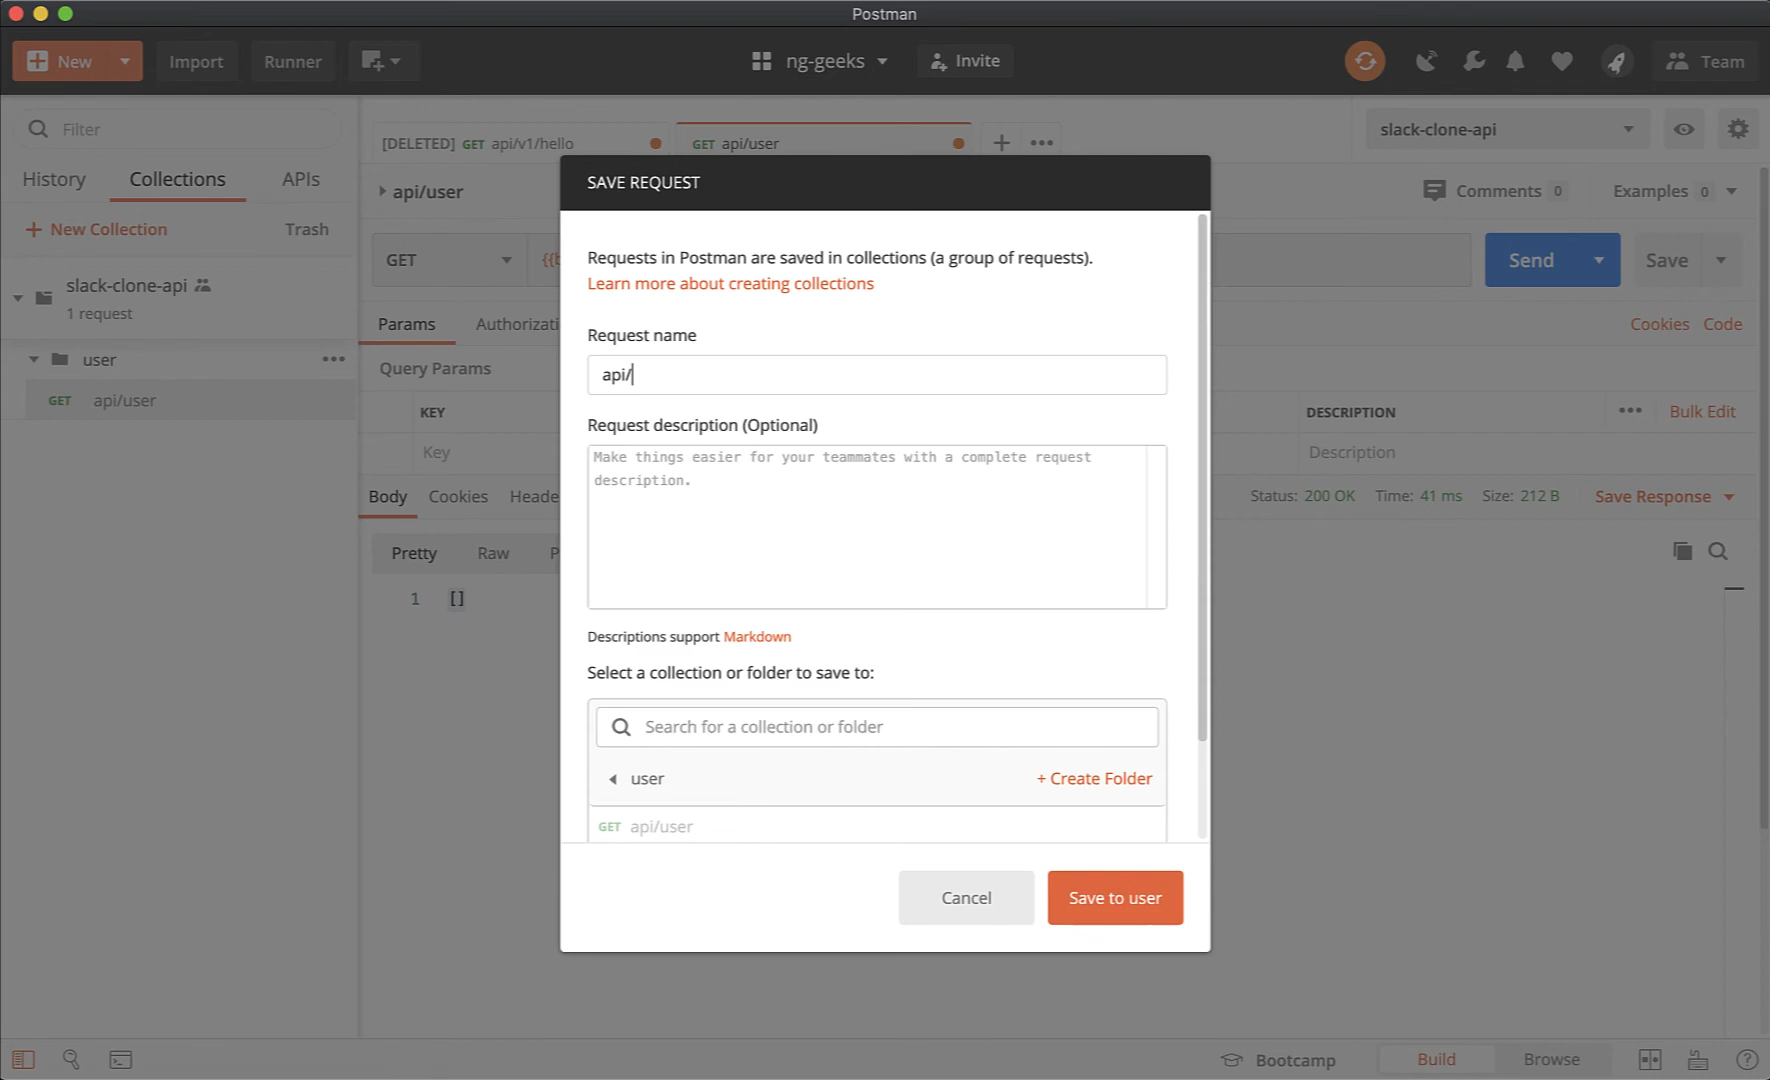 Postman
New
Import
Runner
ng-geeks
Invite
Team
Filter
[DELETED] GET api/v1/hello
GET api/user
slack-clone-api
History
Collections
APIs
api/user
Comments 0
Examples 0
+ New Collection
Trash
slack-clone-api
1 request
user
GET api/user
GET
Send
Save
Params
Authorizati
Cookies
Code
Query Params
KEY
DESCRIPTION
Bulk Edit
Key
Description
Body
Cookies
Heade
Status: 200 OK
Time: 41 ms
Size: 212 B
Save Response
Pretty
Raw
P
1
[]
SAVE REQUEST
Requests in Postman are saved in collections (a group of requests).
Learn more about creating collections
Request name
api/
Request description (Optional)
Make things easier for your teammates with a complete request
description.
Descriptions support Markdown
Select a collection or folder to save to:
Search for a collection or folder
user
+ Create Folder
GET api/user
Cancel
Save to user
Bootcamp
Build
Browse